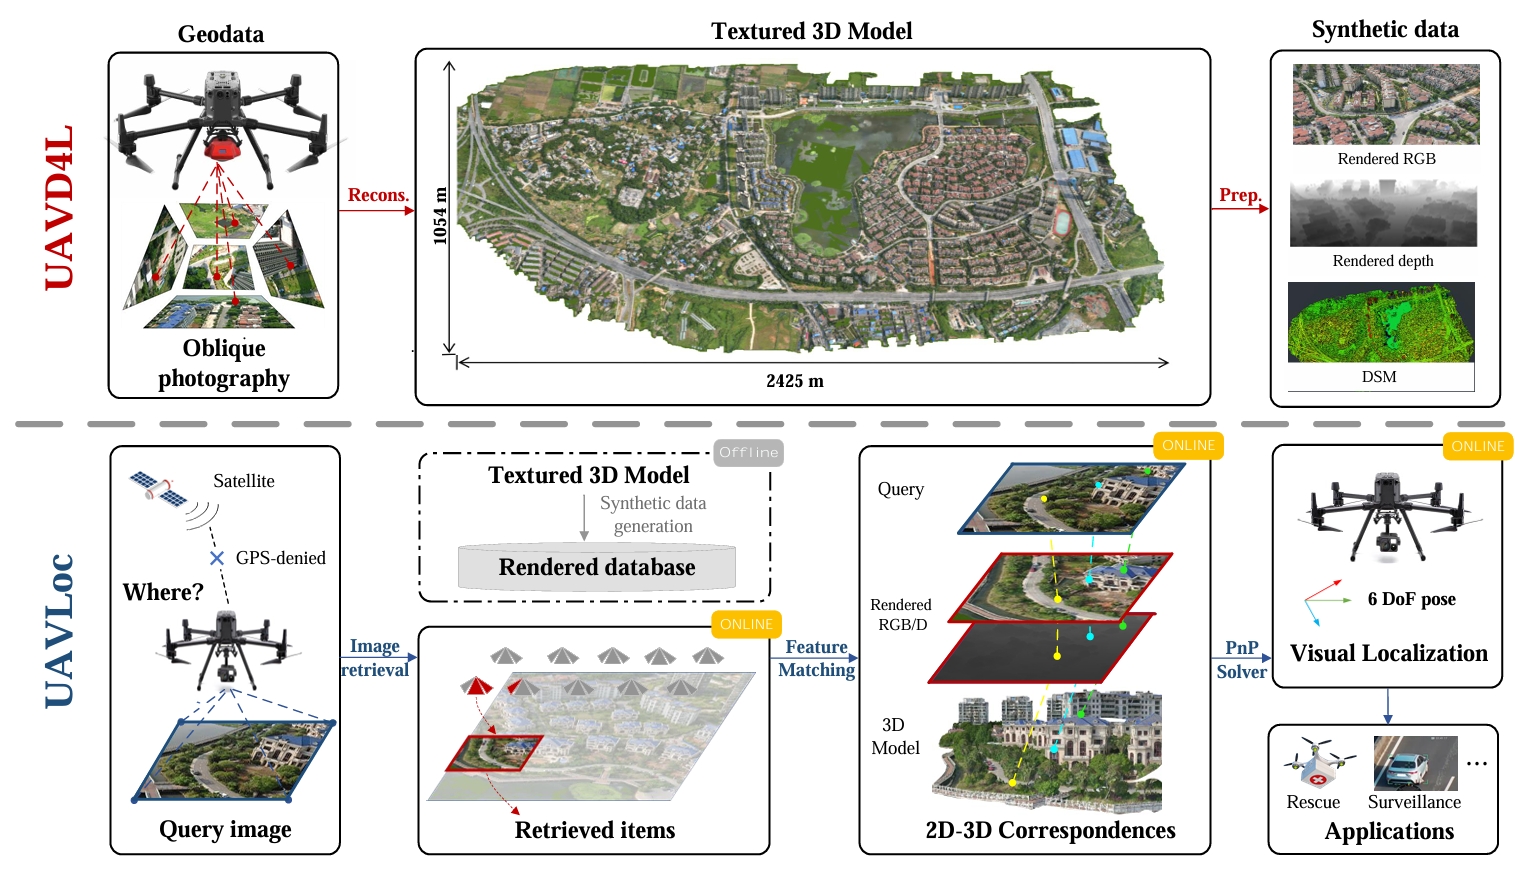 UAVD4L
Geodata
Oblique
photography
Recons.
Textured 3D Model
1054 m
2425 m
Prep.
Synthetic data
Rendered RGB
Rendered depth
DSM
UAVLoc
Satellite
GPS-denied
Where?
Query image
Image
retrieval
Offline
Textured 3D Model
Synthetic data
generation
Rendered database
ONLINE
Retrieved items
Feature
Matching
ONLINE
Query
Rendered
RGB/D
3D
Model
2D-3D Correspondences
PnP
Solver
ONLINE
6 DoF pose
Visual Localization
Rescue
Surveillance
...
Applications